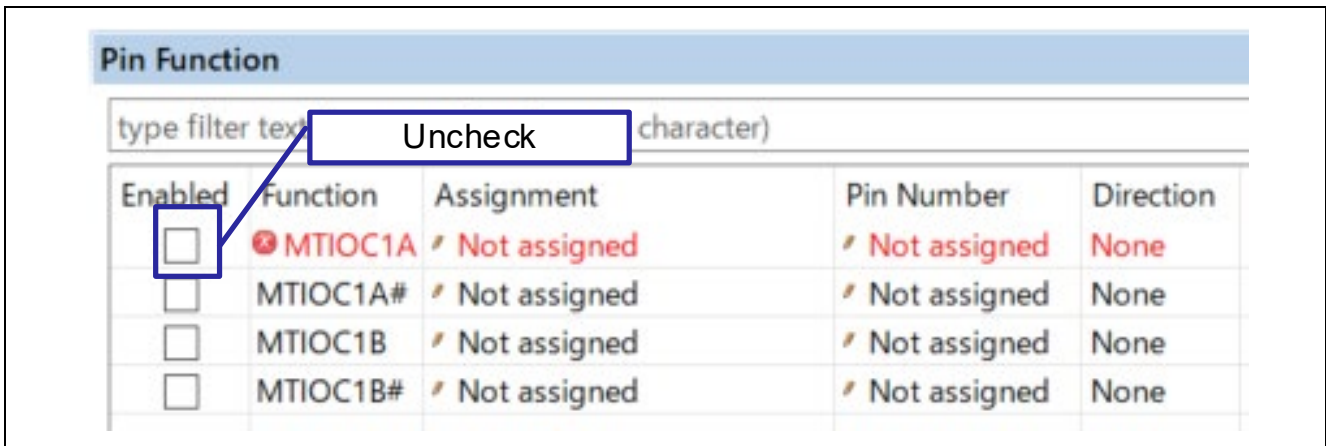 Pin Function
type filter text
Uncheck
character)
Enabled Function Assignment Pin Number Direction
MTIOC1A Not assigned Not assigned None
MTIOC1A# Not assigned Not assigned None
MTIOC1B Not assigned Not assigned None
MTIOC1B# Not assigned Not assigned None